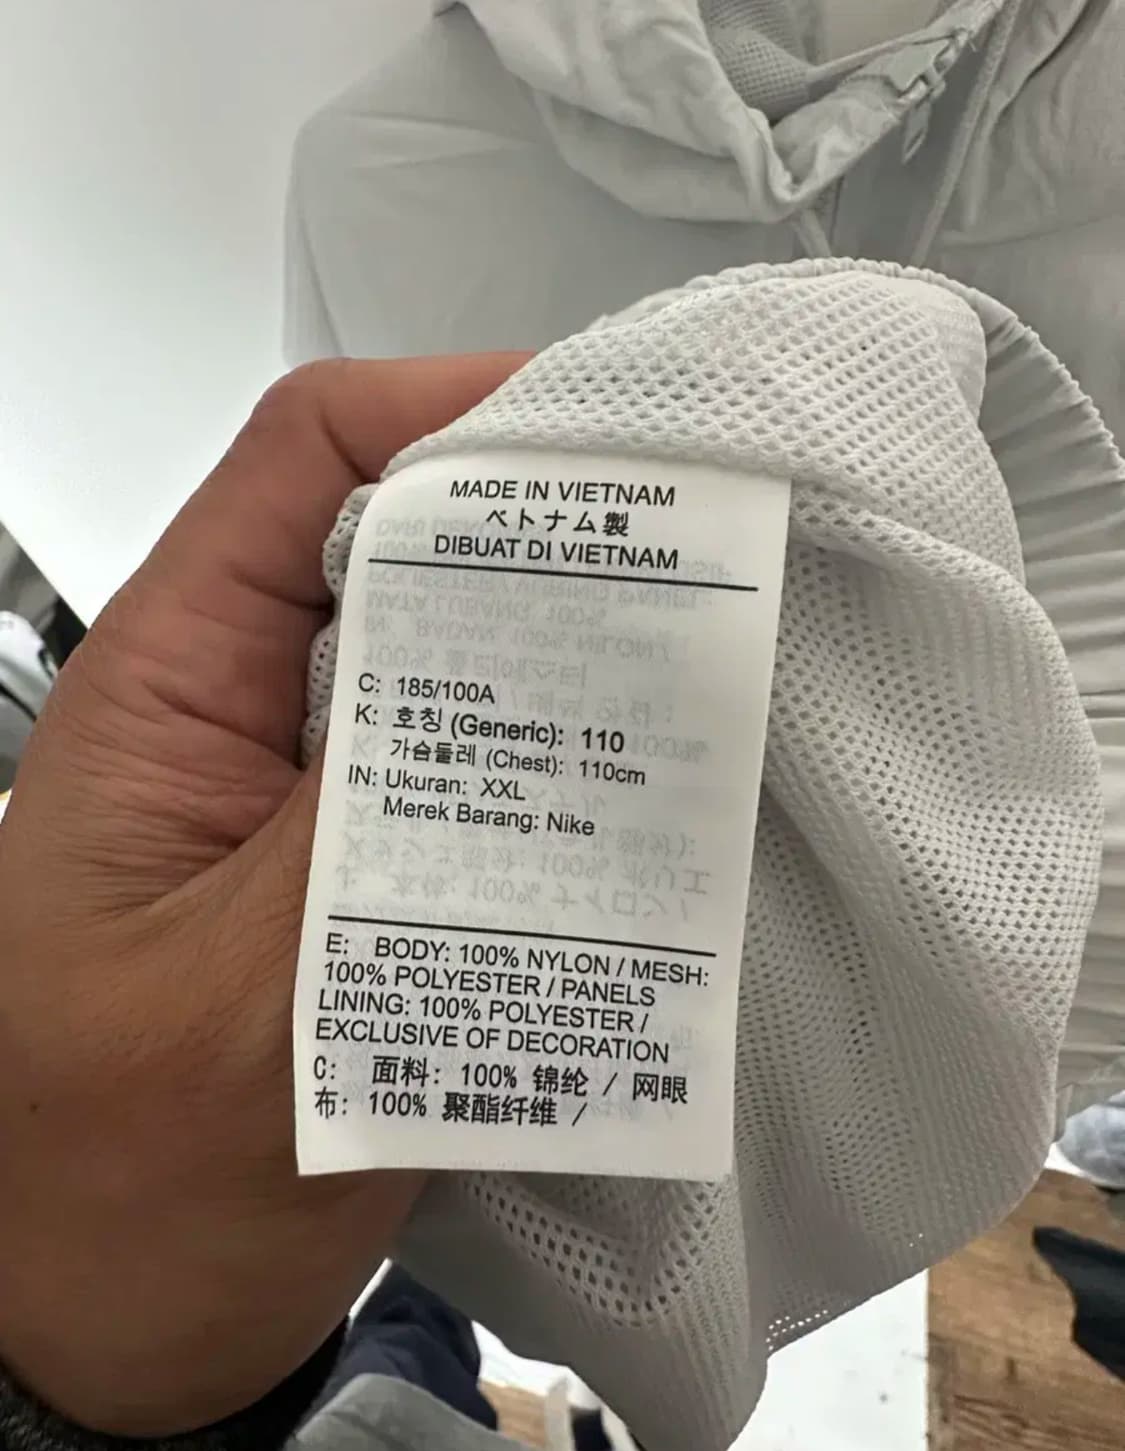 MADE IN VIETNAM
ベトナム製
DIBUAT DI VIETNAM
C: 185/100A
K: 호칭 (Generic): 110
가슴둘레 (Chest): 110cm
IN: Ukuran: XXL
Merek Barang: Nike
E: BODY: 100% NYLON / MESH:
100% POLYESTER / PANELS
LINING: 100% POLYESTER /
EXCLUSIVE OF DECORATION
C: 面料: 100% 锦纶 / 网眼
布: 100% 聚酯纤维 /